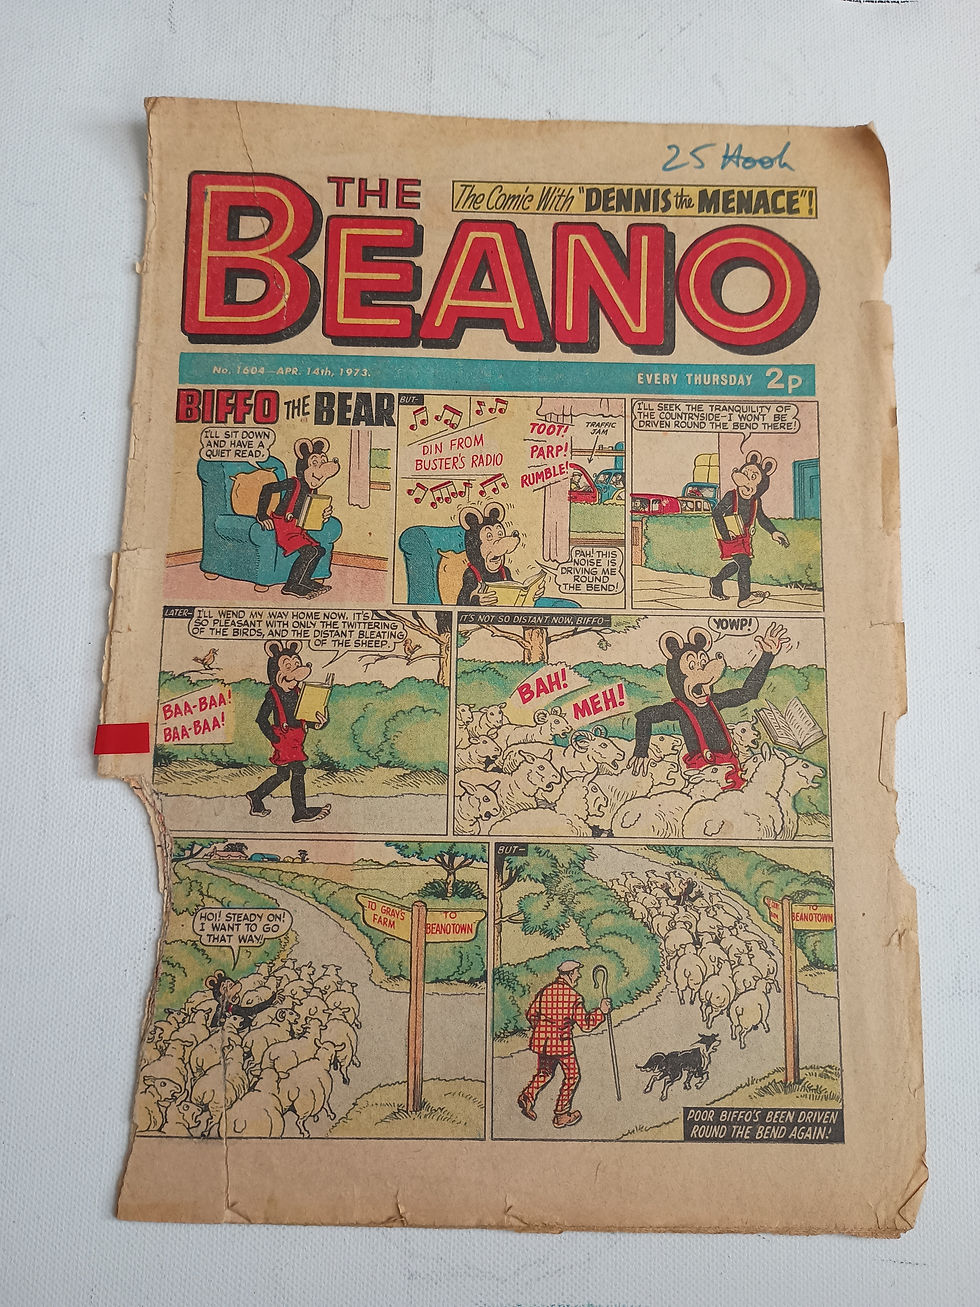 25 Hook
THE
BEANO
The Comic With "DENNIS the MENACE"!
No. 1604—APR. 14th, 1973.
EVERY THURSDAY 2p
BIFFO THE BEAR
I'LL SIT DOWN
AND HAVE A
QUIET READ.
BUT—
DIN FROM
BUSTER'S RADIO
TOOT!
PARP!
RUMBLE!
TRAFFIC
JAM
PAH! THIS
NOISE IS
DRIVING ME
ROUND
THE BEND!
I'LL SEEK THE TRANQUILITY OF
THE COUNTRYSIDE—I WON'T BE
DRIVEN ROUND THE BEND THERE!
LATER—
I'LL WEND MY WAY HOME NOW. IT'S
SO PLEASANT WITH ONLY THE TWITTERING
OF THE BIRDS, AND THE DISTANT BLEATING
OF THE SHEEP.
BAA-BAA!
BAA-BAA!
IT'S NOT SO DISTANT NOW, BIFFO—
YOWP!
BAH!
MEH!
HOI! STEADY ON!
I WANT TO GO
THAT WAY!
TO GRAY'S
FARM
TO
BEANOTOWN
BUT—
TO
BEANOTOWN
POOR BIFFO'S BEEN DRIVEN
ROUND THE BEND AGAIN!